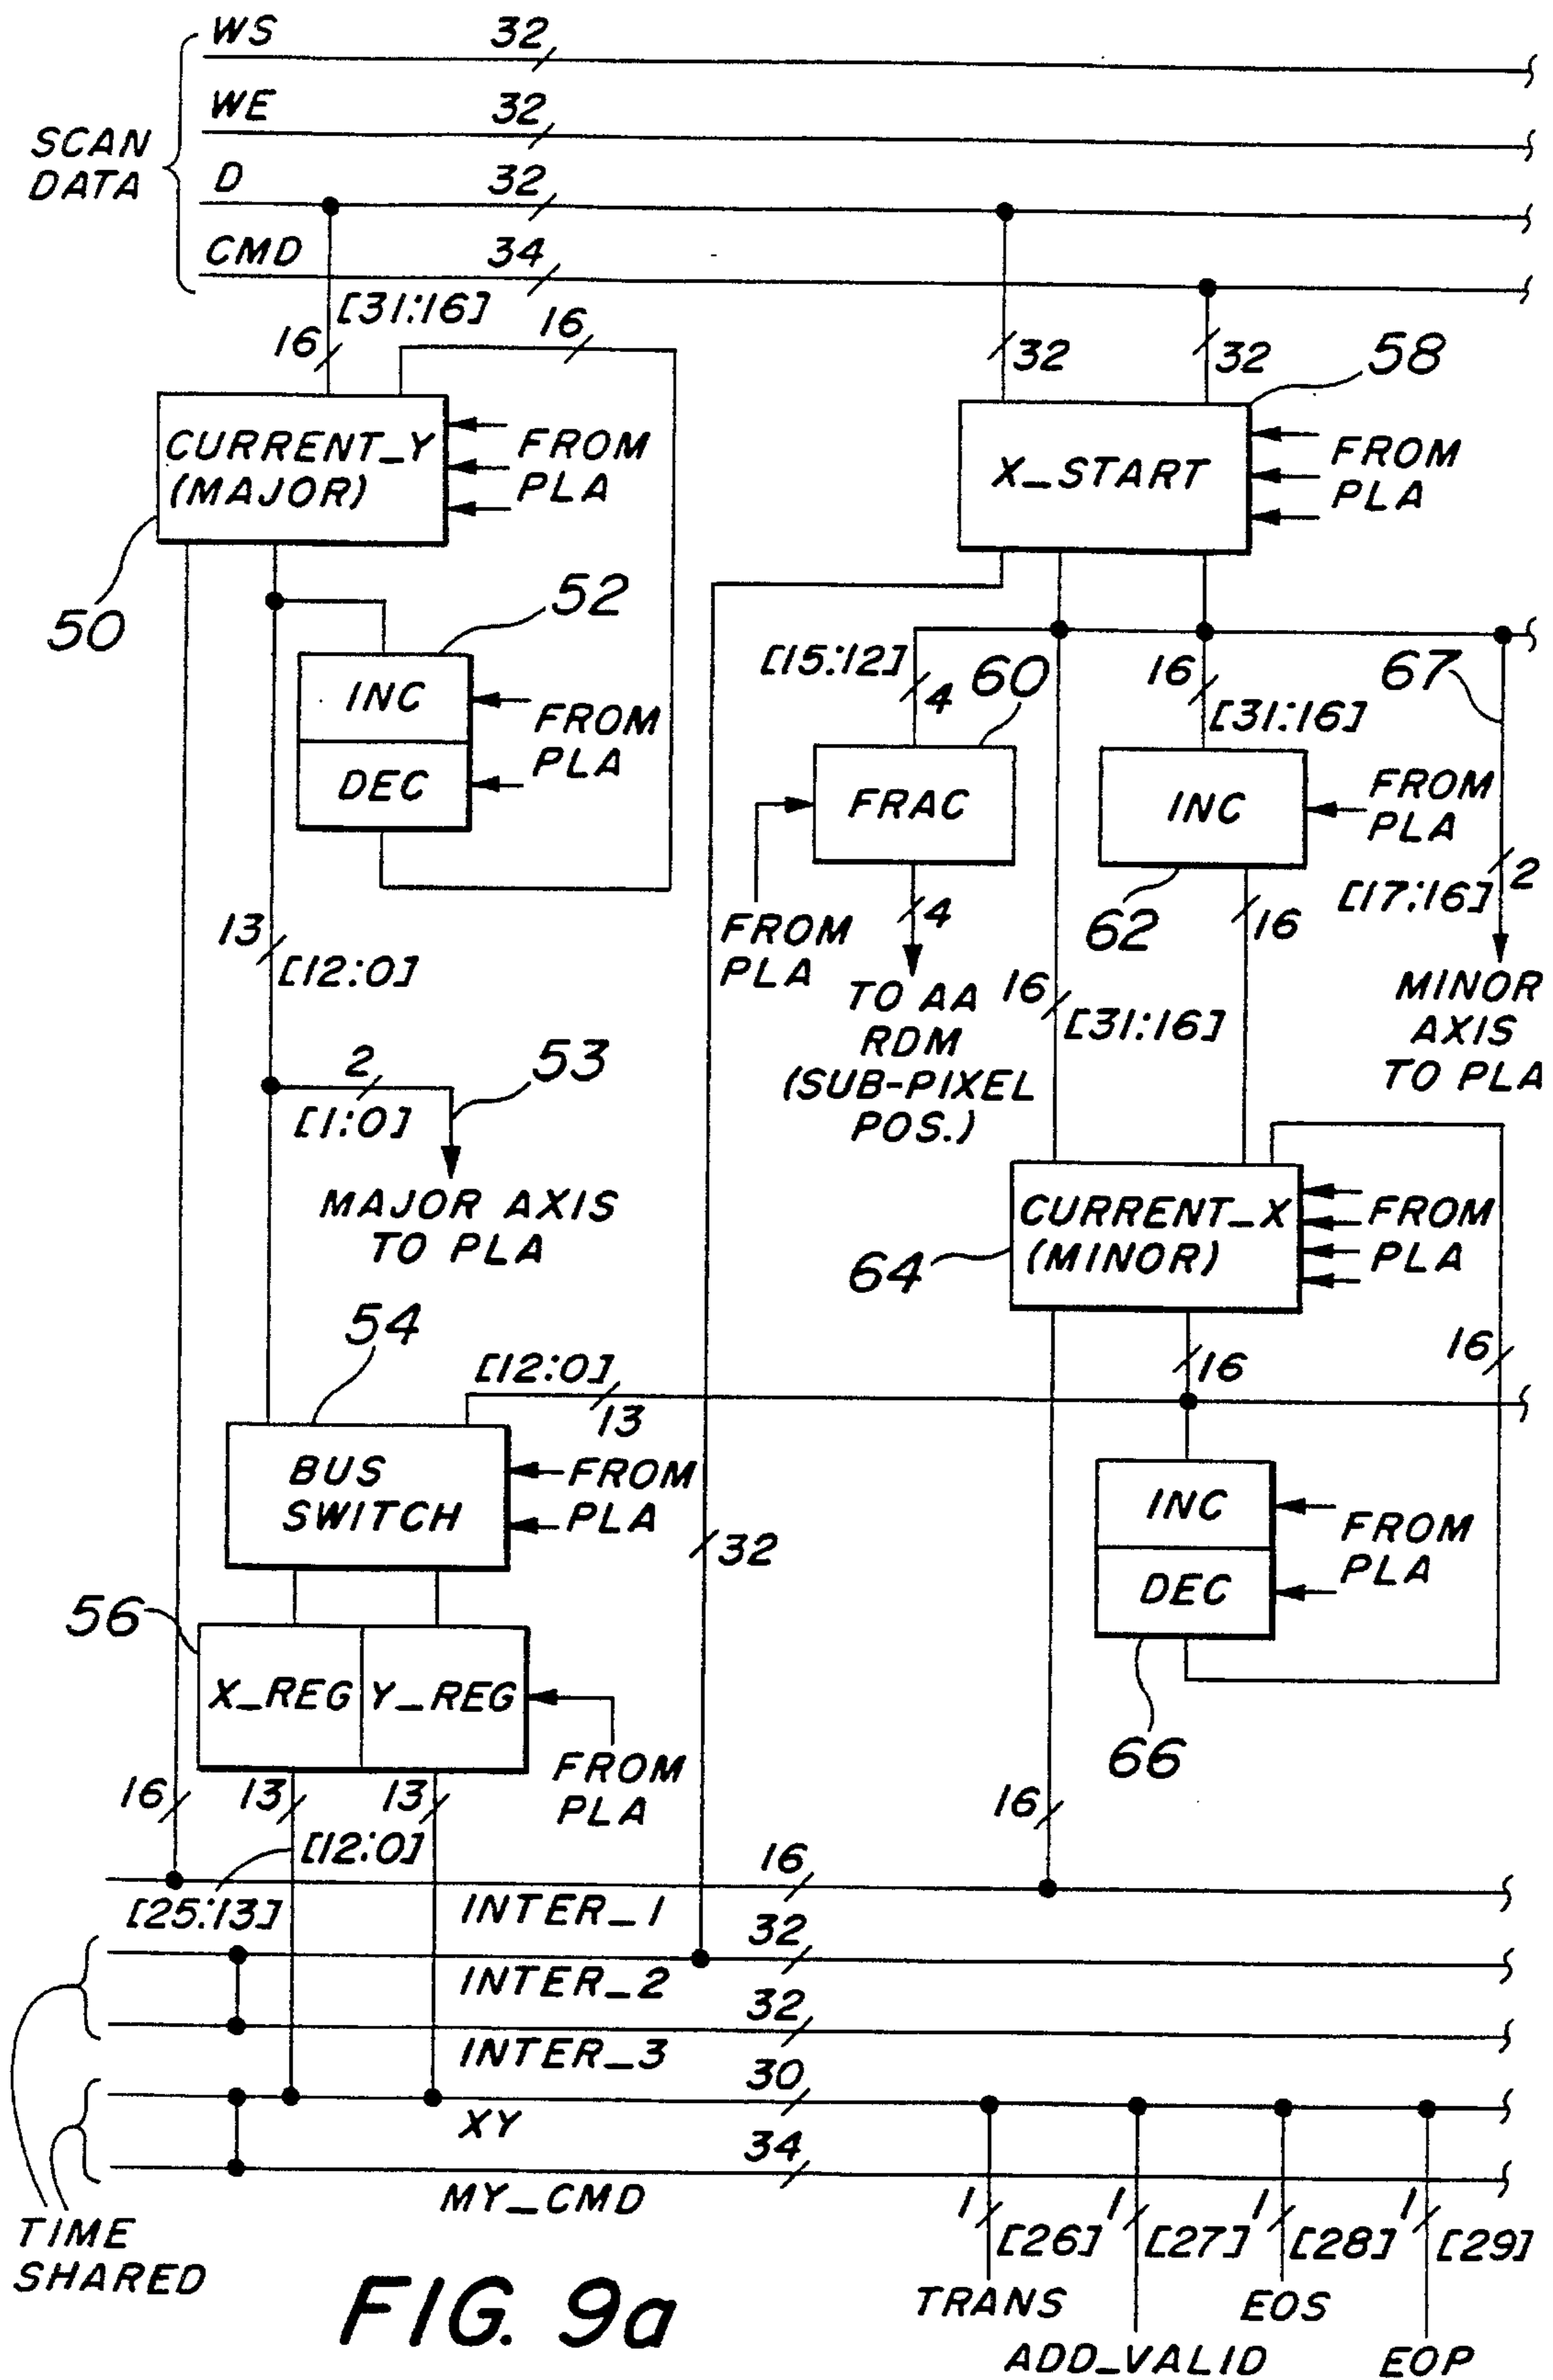 WS 32
WE 32
SCAN
DATA
D 32
CMD 34
[31:16]
16
16
32
32
58
CURRENT_Y
(MAJOR)
FROM
PLA
X_START
FROM
PLA
50
52
INC
DEC
FROM
PLA
[15:12]
4
60
16
[31:16]
67
FRAC
INC
FROM
PLA
FROM
PLA
4
62
16
2
[17:16]
13
[12:0]
TO AA
RDM
(SUB-PIXEL
POS.)
16
[31:16]
MINOR
AXIS
TO PLA
2
[1:0]
53
MAJOR AXIS
TO PLA
CURRENT_X
(MINOR)
FROM
PLA
64
54
[12:0]
13
16
16
BUS
SWITCH
FROM
PLA
32
INC
DEC
FROM
PLA
56
X_REG
Y_REG
FROM
PLA
66
16
13
13
16
[12:0]
[25:13]
16
INTER_1
32
INTER_2
32
INTER_3
30
XY
34
MY_CMD
TIME
SHARED
1
[26]
1
[27]
1
[28]
1
[29]
TRANS
ADD_VALID
EOS
EOP
FIG. 9a